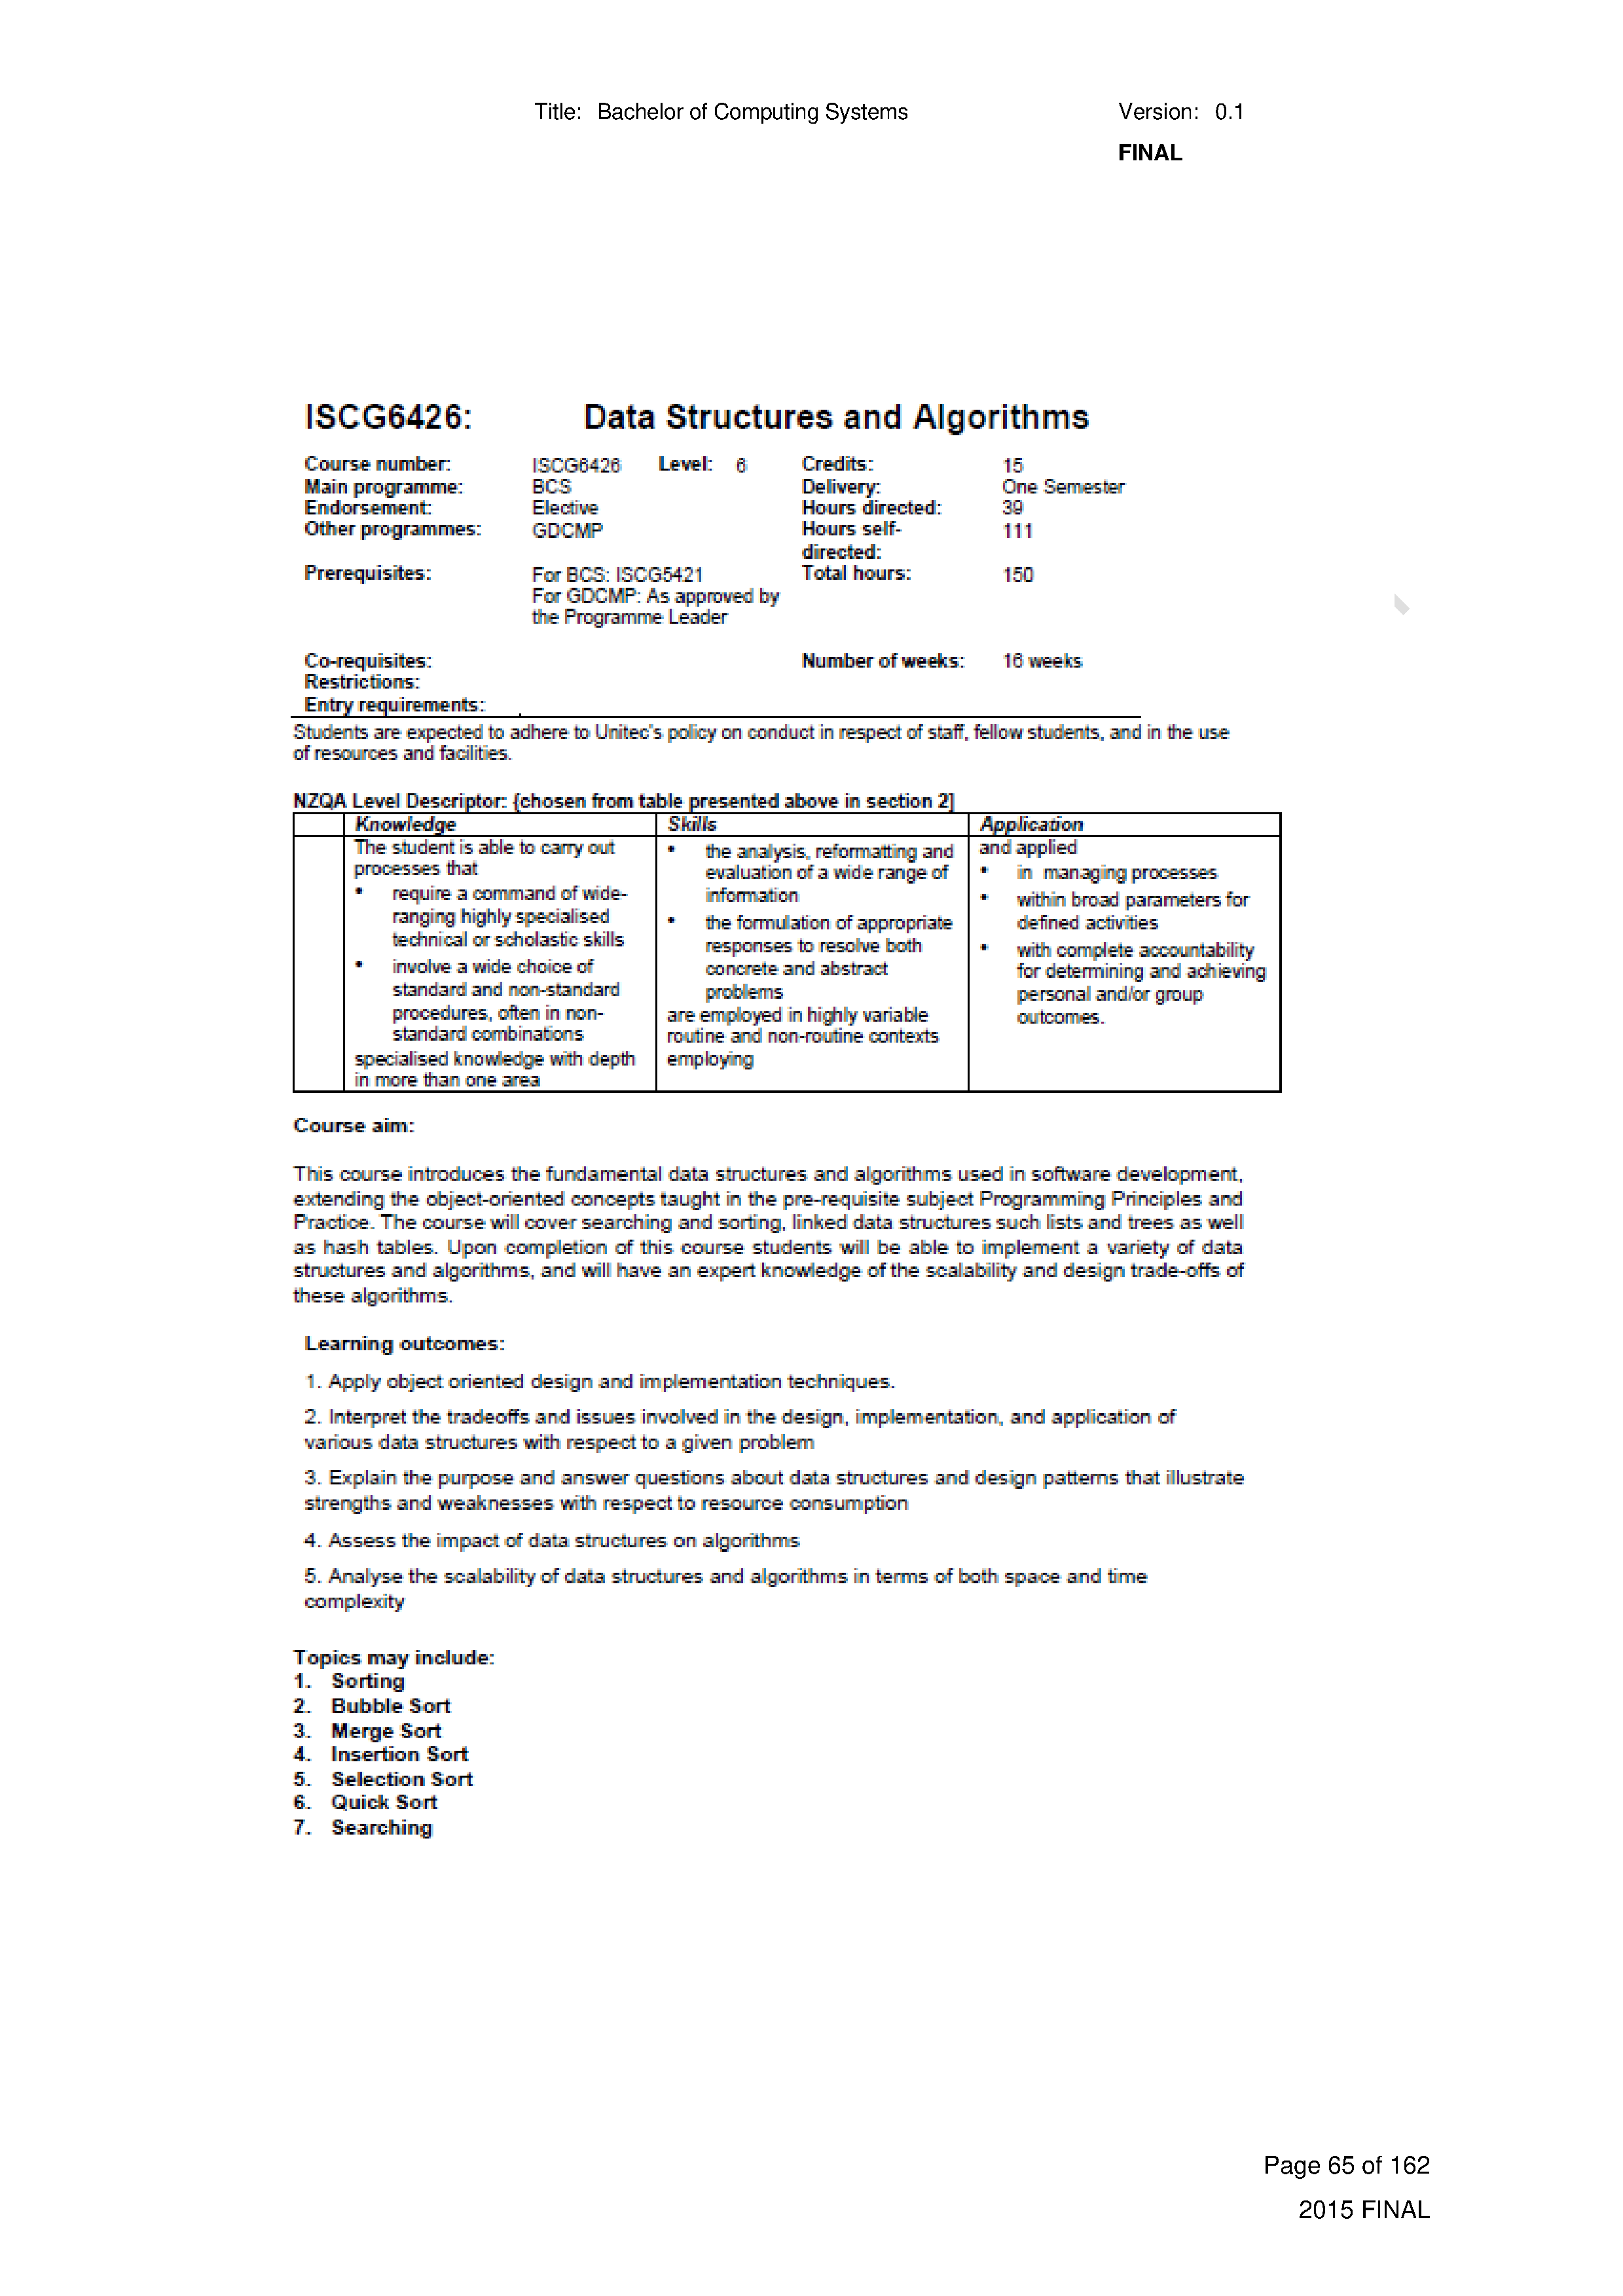 Title: Bachelor of Computing Systems Version: 0.1
FINAL
ISCG6426: Data Structures and Algorithms
Course number: ISCG6426 Level: 6 Credits: 15
Main programme: BCS Delivery: One Semester
Endorsement: Elective Hours directed: 39
Other programmes: GDCMP Hours self- 111
directed:
Prerequisites: For BCS: ISCG5421 Total hours: 150
For GDCMP: As approved by
the Programme Leader
Co-requisites: Number of weeks: 16 weeks
Restrictions:
Entry requirements: .
Students are expected to adhere to Unitec's policy on conduct in respect of staff, fellow students, and in the use
of resources and facilities.
NZQA Level Descriptor: {chosen from table presented above in section 2]
Knowledge
The student is able to carry out
processes that
• require a command of wide-
ranging highly specialised
technical or scholastic skills
• involve a wide choice of
standard and non-standard
procedures, often in non-
standard combinations
specialised knowledge with depth
in more than one area
Skills
• the analysis, reformatting and
evaluation of a wide range of
information
• the formulation of appropriate
responses to resolve both
concrete and abstract
problems
are employed in highly variable
routine and non-routine contexts
employing
Application
and applied
• in managing processes
• within broad parameters for
defined activities
• with complete accountability
for determining and achieving
personal and/or group
outcomes.
Course aim:
This course introduces the fundamental data structures and algorithms used in software development,
extending the object-oriented concepts taught in the pre-requisite subject Programming Principles and
Practice. The course will cover searching and sorting, linked data structures such lists and trees as well
as hash tables. Upon completion of this course students will be able to implement a variety of data
structures and algorithms, and will have an expert knowledge of the scalability and design trade-offs of
these algorithms.
Learning outcomes:
1. Apply object oriented design and implementation techniques.
2. Interpret the tradeoffs and issues involved in the design, implementation, and application of
various data structures with respect to a given problem
3. Explain the purpose and answer questions about data structures and design patterns that illustrate
strengths and weaknesses with respect to resource consumption
4. Assess the impact of data structures on algorithms
5. Analyse the scalability of data structures and algorithms in terms of both space and time
complexity
Topics may include:
1. Sorting
2. Bubble Sort
3. Merge Sort
4. Insertion Sort
5. Selection Sort
6. Quick Sort
7. Searching
Page 65 of 162
2015 FINAL